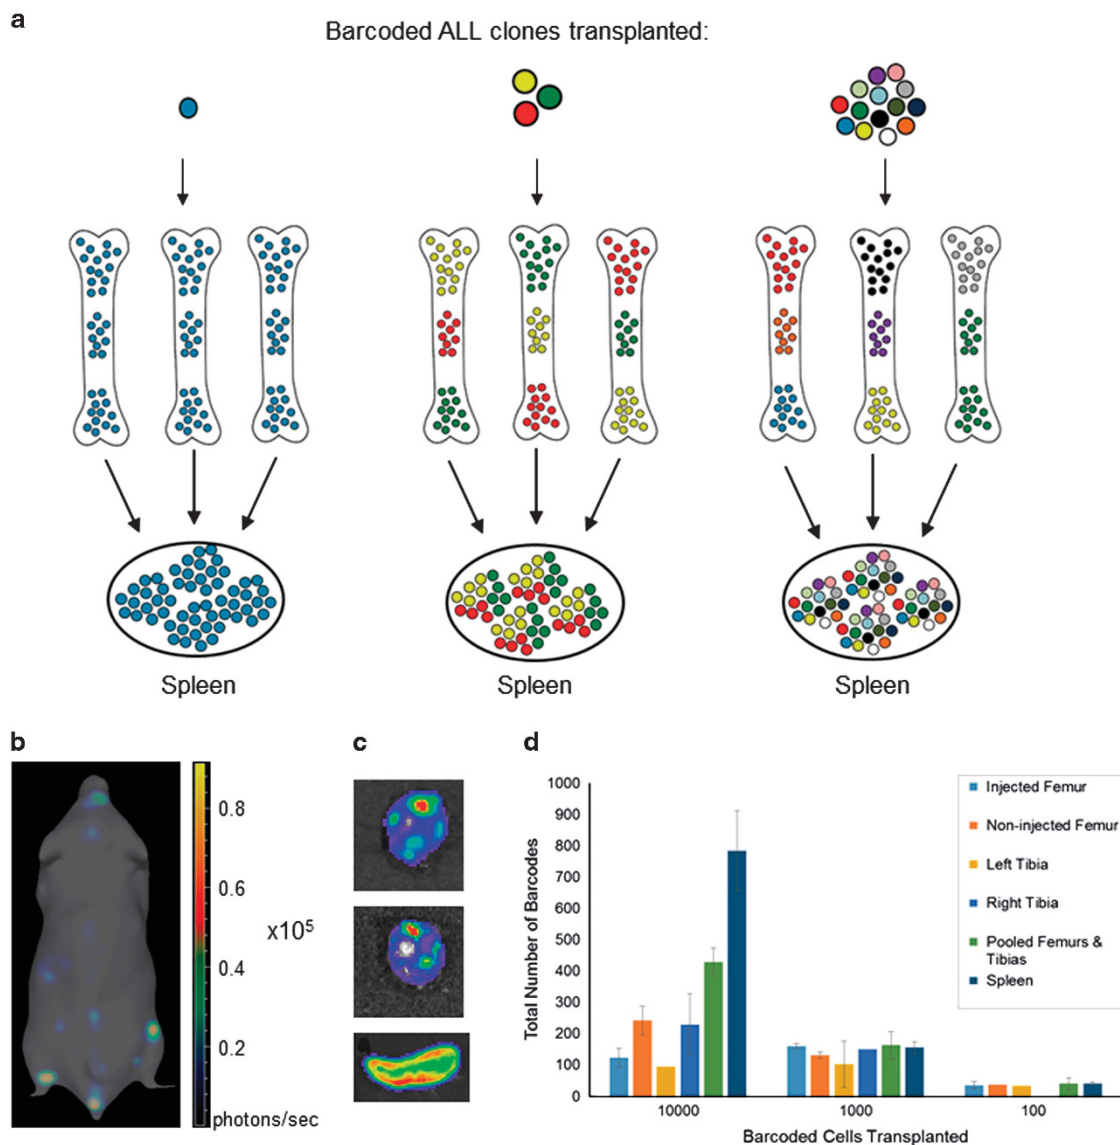 a
Barcoded ALL clones transplanted:
Spleen
Spleen
Spleen
b
0.8
0.6
x10⁵
0.4
0.2
photons/sec
c
d
Total Number of Barcodes
1000
900
800
700
600
500
400
300
200
100
0
10000
1000
100
Barcoded Cells Transplanted
Injected Femur
Non-injected Femur
Left Tibia
Right Tibia
Pooled Femurs &
Tibias
Spleen